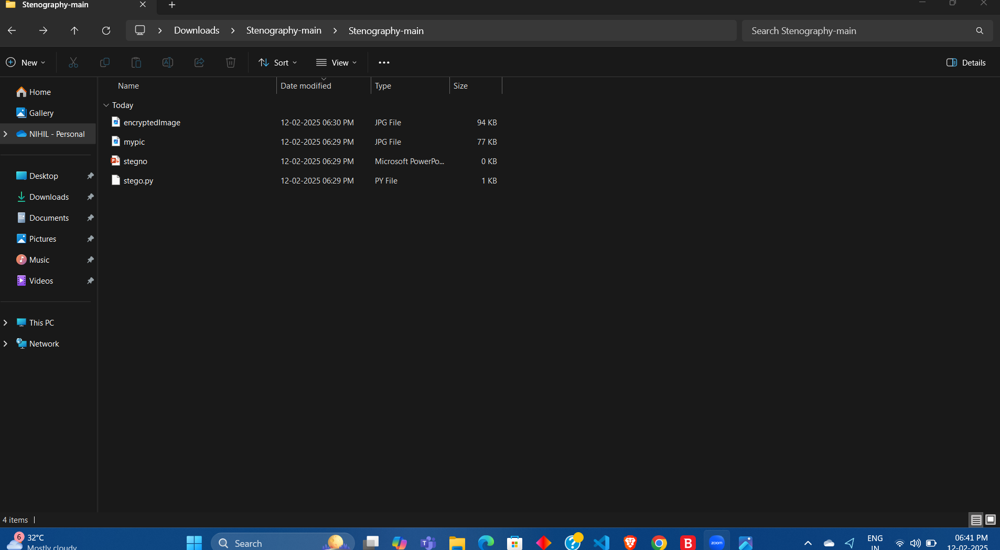 Stenography-main
Downloads > Stenography-main > Stenography-main
Search Stenography-main
New
Sort
View
Details
Name
Date modified
Type
Size
Today
encryptedImage 12-02-2025 06:30 PM JPG File 94 KB
mypic 12-02-2025 06:29 PM JPG File 77 KB
stegno 12-02-2025 06:29 PM Microsoft PowerPo... 0 KB
stego.py 12-02-2025 06:29 PM PY File 1 KB
Home
Gallery
NIHIL - Personal
Desktop
Downloads
Documents
Pictures
Music
Videos
This PC
Network
4 items
6
32°C
Mostly cloudy
Search
zoom
ENG
IN
06:41 PM
12-02-2025